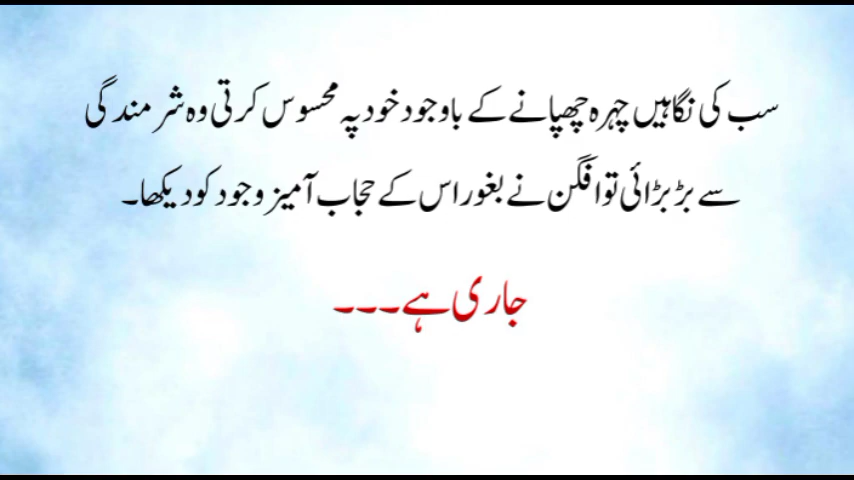 سب کی نگاہیں چہرہ چھپانے کے باوجود خود پہ محسوس کرتی وہ شرمندگی
سے بڑبڑائی تو افگن نے بغور اس کے حجاب آمیز وجود کو دیکھا۔
جاری ہے۔۔۔